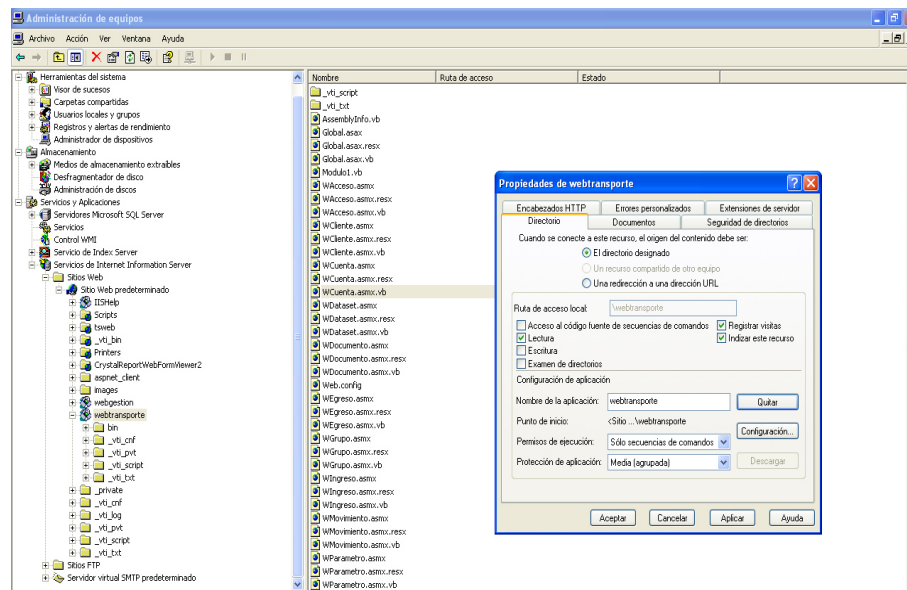 Administración de equipos
Archivo Acción Ver Ventana Ayuda
Herramientas del sistema
Visor de sucesos
Carpetas compartidas
Usuarios locales y grupos
Registros y alertas de rendimiento
Administrador de dispositivos
Almacenamiento
Medios de almacenamiento extraíbles
Desfragmentador de disco
Administración de discos
Servicios y Aplicaciones
Servidores Microsoft SQL Server
Servicios
Control WMI
Servicio de Index Server
Servicios de Internet Information Server
Sitios Web
Sitio Web predeterminado
IISHelp
Scripts
tsweb
_vti_bin
Printers
CrystalReportWebFormViewer2
aspnet_client
images
webgestion
webtransporte
bin
_vti_cnf
_vti_pvt
_vti_script
_vti_txt
_private
_vti_cnf
_vti_log
_vti_pvt
_vti_script
_vti_txt
Sitios FTP
Servidor virtual SMTP predeterminado
Nombre Ruta de acceso Estado
_vti_script
_vti_txt
AssemblyInfo.vb
Global.asax
Global.asax.resx
Global.asax.vb
Modulo1.vb
WAcceso.asmx
WAcceso.asmx.resx
WAcceso.asmx.vb
WCliente.asmx
WCliente.asmx.resx
WCliente.asmx.vb
WCuenta.asmx
WCuenta.asmx.resx
WCuenta.asmx.vb
WDataset.asmx
WDataset.asmx.resx
WDataset.asmx.vb
WDocumento.asmx
WDocumento.asmx.resx
WDocumento.asmx.vb
Web.config
WEgreso.asmx
WEgreso.asmx.resx
WEgreso.asmx.vb
WGrupo.asmx
WGrupo.asmx.resx
WGrupo.asmx.vb
WIngreso.asmx
WIngreso.asmx.resx
WIngreso.asmx.vb
WMovimiento.asmx
WMovimiento.asmx.resx
WMovimiento.asmx.vb
WParametro.asmx
WParametro.asmx.resx
WParametro.asmx.vb
Propiedades de webtransporte
Encabezados HTTP Errores personalizados Extensiones de servidor
Directorio Documentos Seguridad de directorios
Cuando se conecte a este recurso, el origen del contenido debe ser:
El directorio designado
Un recurso compartido de otro equipo
Una redirección a una dirección URL
Ruta de acceso local: \webtransporte
Acceso al código fuente de secuencias de comandos Registrar visitas
Lectura Indizar este recurso
Escritura
Examen de directorios
Configuración de aplicación
Nombre de la aplicación: webtransporte Quitar
Punto de inicio: <Sitio ...\webtransporte
Configuración...
Permisos de ejecución: Sólo secuencias de comandos
Protección de aplicación: Media (agrupada) Descargar
Aceptar Cancelar Aplicar Ayuda